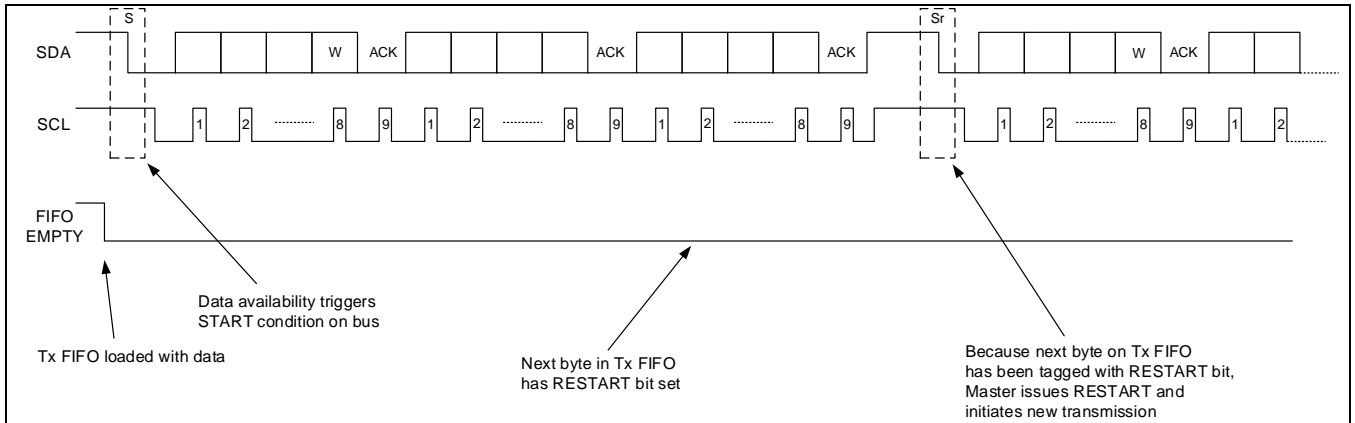 S Sr
SDA W ACK ACK ACK W ACK
SCL 1 2 8 9 1 2 8 9 1 2 8 9 1 2 8 9 1 2
FIFO
EMPTY
Data availability triggers
START condition on bus
Tx FIFO loaded with data
Next byte in Tx FIFO
has RESTART bit set
Because next byte on Tx FIFO
has been tagged with RESTART bit,
Master issues RESTART and
initiates new transmission